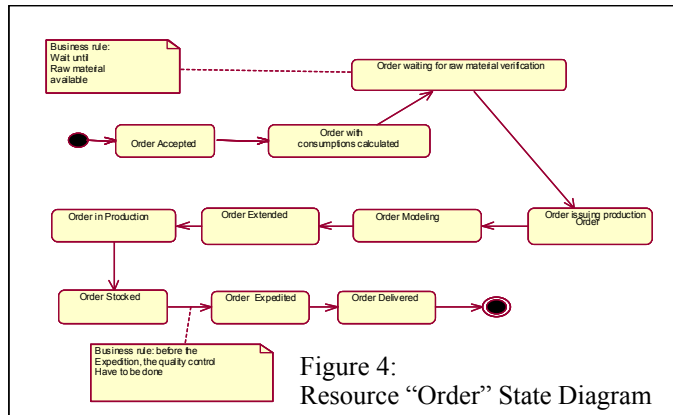 Business rule:
Wait until
Raw material
available
Order waiting for raw material verification
Order Accepted
Order with
consumptions calculated
Order in Production
Order Extended
Order Modeling
Order issuing production
Order
Order Stocked
Order Expedited
Order Delivered
Business rule: before the
Expedition, the quality control
Have to be done
Figure 4:
Resource “Order” State Diagram